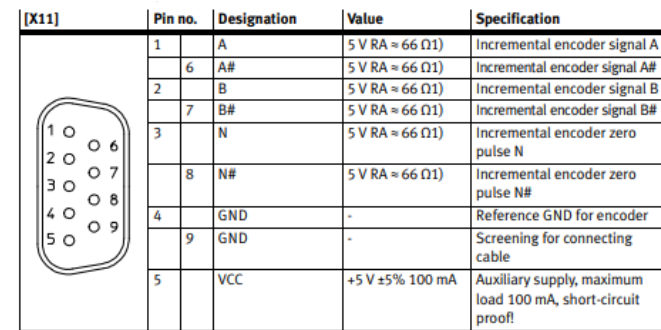 [X11] Pin no. Designation Value Specification
1 A 5 V RA ≈ 66 Ω1) Incremental encoder signal A
6 A# 5 V RA ≈ 66 Ω1) Incremental encoder signal A#
2 B 5 V RA ≈ 66 Ω1) Incremental encoder signal B
7 B# 5 V RA ≈ 66 Ω1) Incremental encoder signal B#
3 N 5 V RA ≈ 66 Ω1) Incremental encoder zero
pulse N
8 N# 5 V RA ≈ 66 Ω1) Incremental encoder zero
pulse N#
4 GND - Reference GND for encoder
9 GND - Screening for connecting
cable
5 VCC +5 V ±5% 100 mA Auxiliary supply, maximum
load 100 mA, short-circuit
proof!
1
6
2
7
3
8
4
9
5